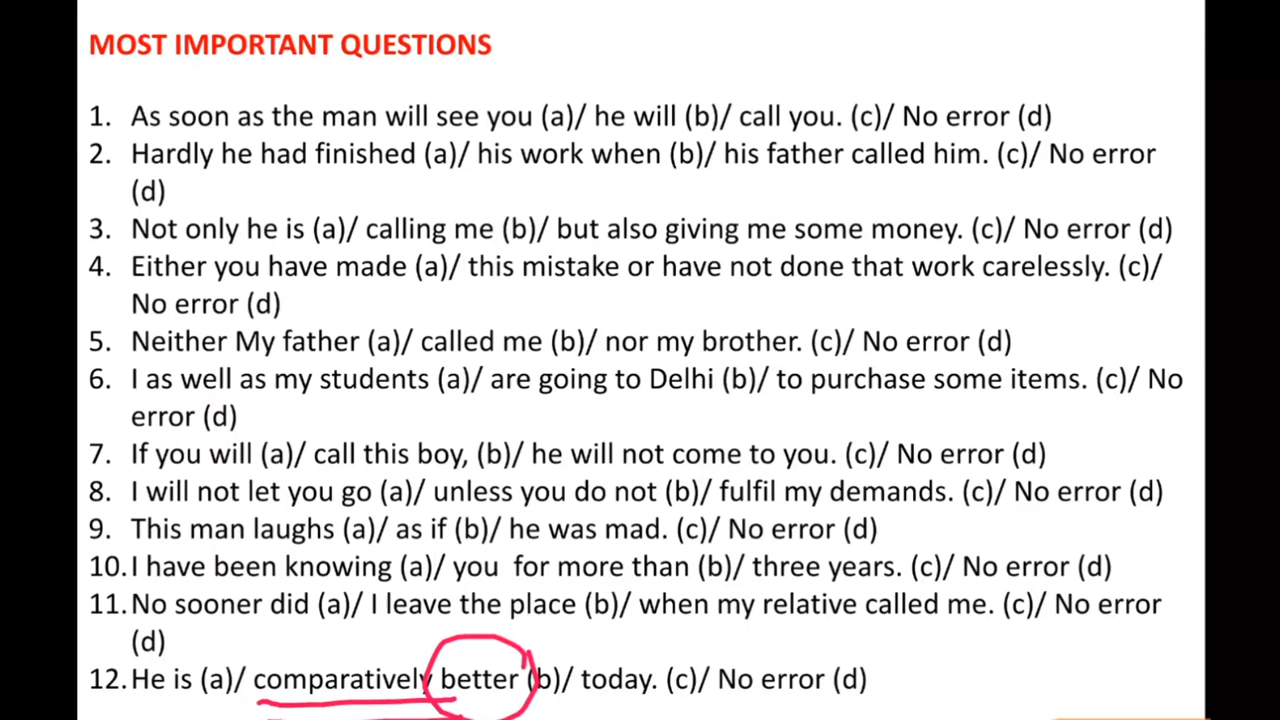 MOST IMPORTANT QUESTIONS
1. As soon as the man will see you (a)/ he will (b)/ call you. (c)/ No error (d)
2. Hardly he had finished (a)/ his work when (b)/ his father called him. (c)/ No error
(d)
3. Not only he is (a)/ calling me (b)/ but also giving me some money. (c)/ No error (d)
4. Either you have made (a)/ this mistake or have not done that work carelessly. (c)/
No error (d)
5. Neither My father (a)/ called me (b)/ nor my brother. (c)/ No error (d)
6. I as well as my students (a)/ are going to Delhi (b)/ to purchase some items. (c)/ No
error (d)
7. If you will (a)/ call this boy, (b)/ he will not come to you. (c)/ No error (d)
8. I will not let you go (a)/ unless you do not (b)/ fulfil my demands. (c)/ No error (d)
9. This man laughs (a)/ as if (b)/ he was mad. (c)/ No error (d)
10. I have been knowing (a)/ you  for more than (b)/ three years. (c)/ No error (d)
11. No sooner did (a)/ I leave the place (b)/ when my relative called me. (c)/ No error
(d)
12. He is (a)/ comparatively better (b)/ today. (c)/ No error (d)